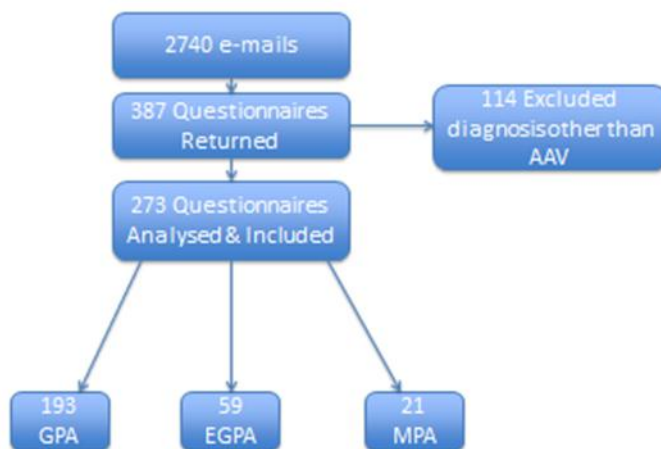 2740 e-mails
387 Questionnaires
Returned
114 Excluded
diagnosisother than
AAV
273 Questionnaires
Analysed & Included
193
GPA
59
EGPA
21
MPA